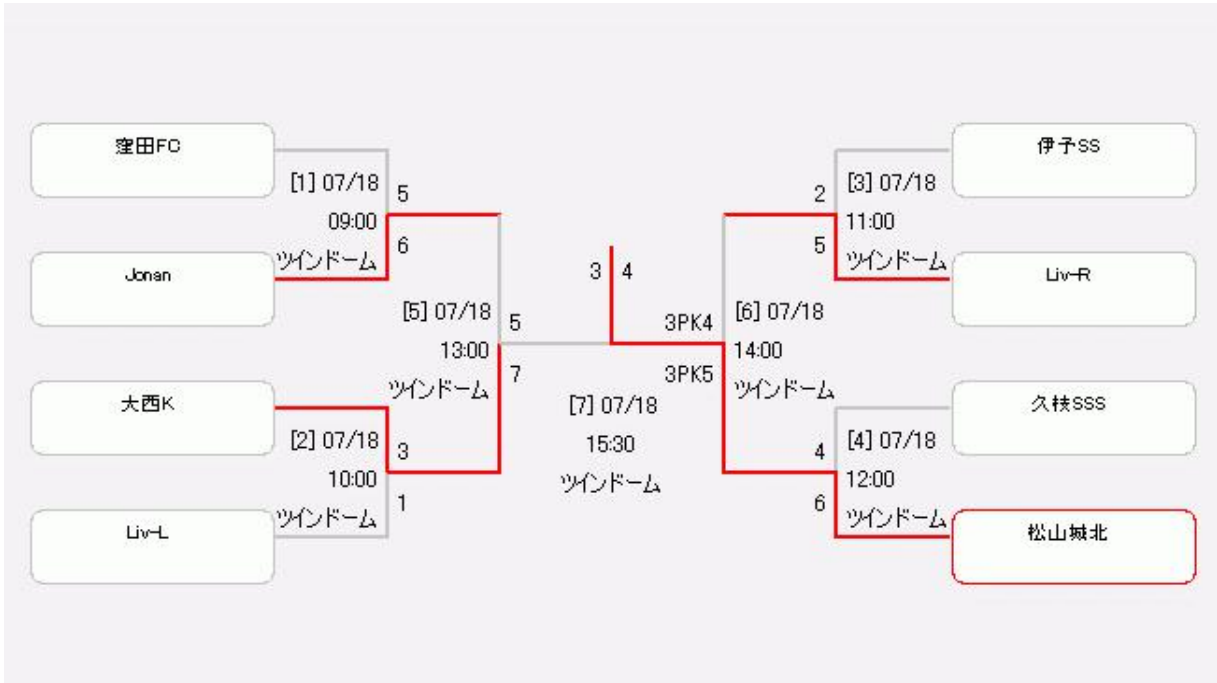 窪田FC
[1] 07/18
09:00
ツインドーム
5
6
Jonan
[5] 07/18
13:00
ツインドーム
5
7
大西K
[2] 07/18
10:00
ツインドーム
3
1
Liv-L
3
4
[7] 07/18
15:30
ツインドーム
伊予SS
2
[3] 07/18
11:00
ツインドーム
5
Liv-R
3PK4
3PK5
[6] 07/18
14:00
ツインドーム
久枝SSS
4
[4] 07/18
12:00
ツインドーム
6
松山城北